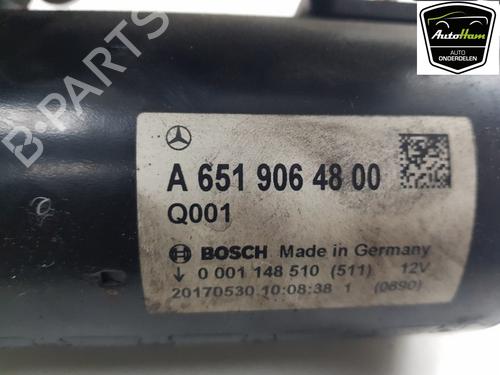 AutoHam
AUTO
ONDERDELEN
B-PARTS
A 651 906 48 00
Q001
BOSCH Made in Germany
↓ 0 001 148 510 (511) 12V
20170530 10:08:38 1 (0890)